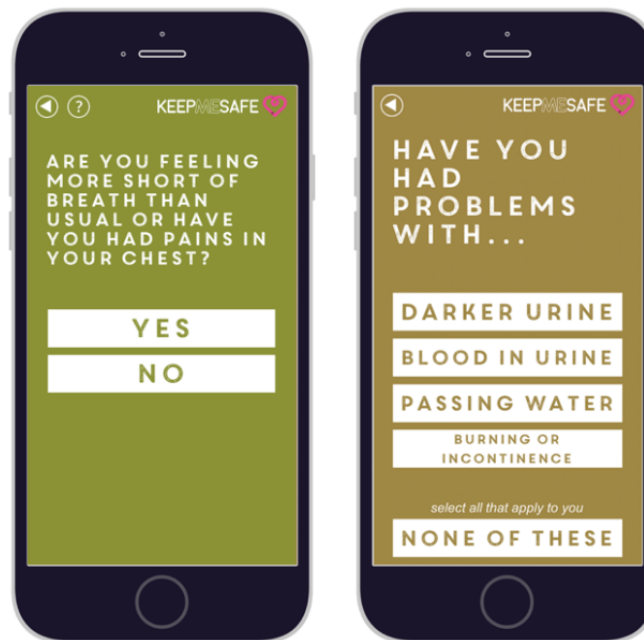 ?
KEEPMESAFE
ARE YOU FEELING
MORE SHORT OF
BREATH THAN
USUAL OR HAVE
YOU HAD PAINS IN
YOUR CHEST?
YES
NO
KEEPMESAFE
HAVE YOU
HAD
PROBLEMS
WITH...
DARKER URINE
BLOOD IN URINE
PASSING WATER
BURNING OR
INCONTINENCE
select all that apply to you
NONE OF THESE